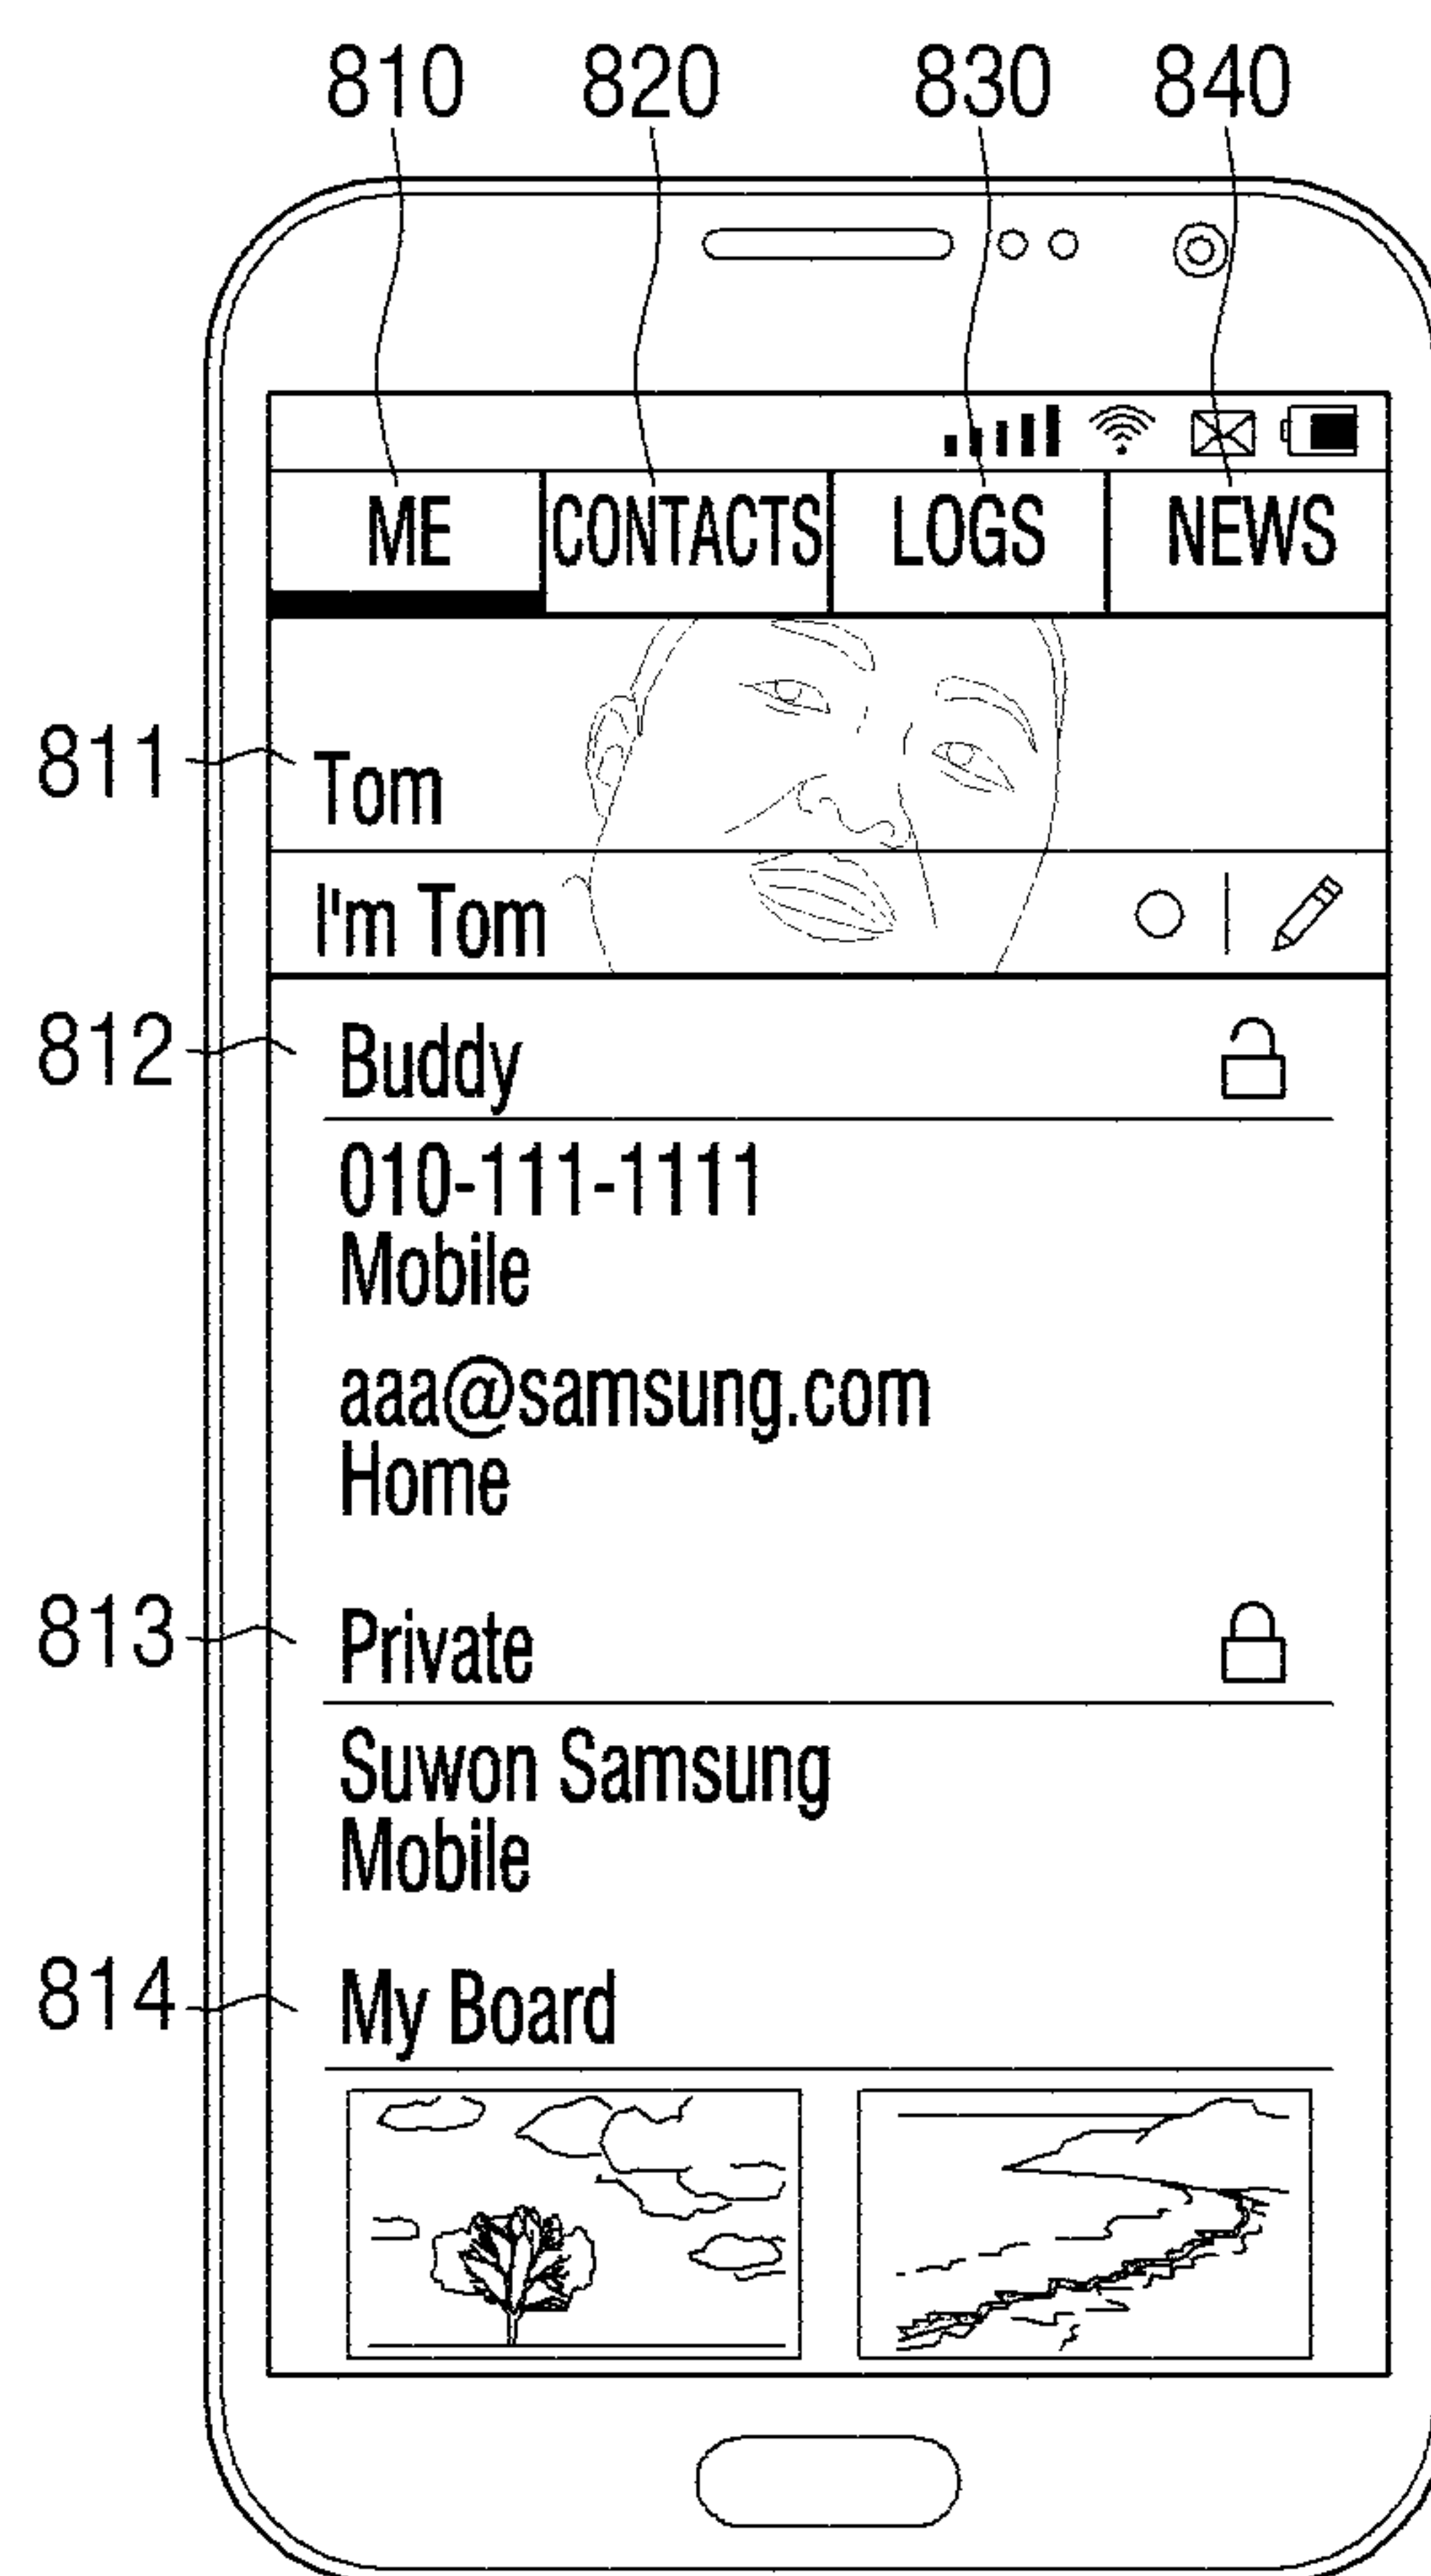 810 820 830 840
ME CONTACTS LOGS NEWS
811 Tom
I'm Tom
812 Buddy
010-111-1111
Mobile
aaa@samsung.com
Home
813 Private
Suwon Samsung
Mobile
814 My Board